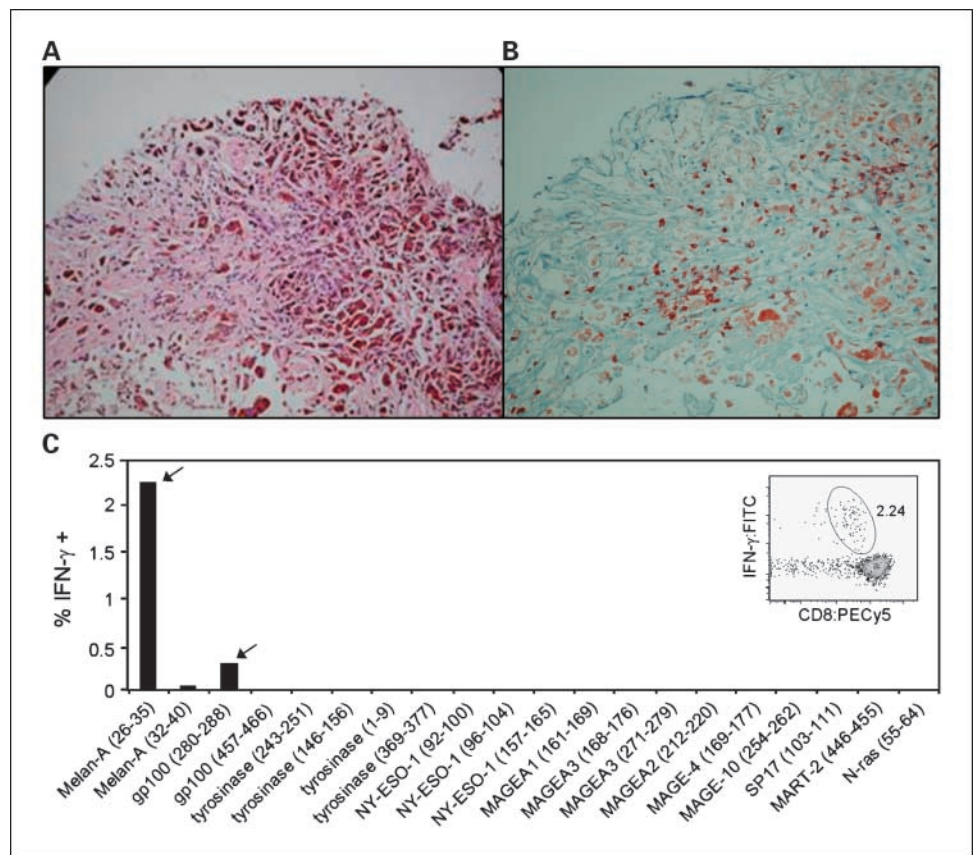 A
B
C
2.5
2
1.5
1
0.5
0
% IFN-γ +
IFN-γ:FITC
2.24
CD8:PECy5
Melan-A (26-35)
Melan-A (32-40)
gp100 (280-288)
gp100 (457-466)
tyrosinase (243-251)
tyrosinase (146-156)
tyrosinase (1-9)
tyrosinase (369-377)
NY-ESO-1 (92-100)
NY-ESO-1 (96-104)
NY-ESO-1 (157-165)
MAGEA1 (161-169)
MAGEA3 (168-176)
MAGEA3 (271-279)
MAGEA2 (212-220)
MAGE-4 (169-177)
MAGE-10 (254-262)
SP17 (103-111)
MART-2 (446-455)
N-ras (55-64)